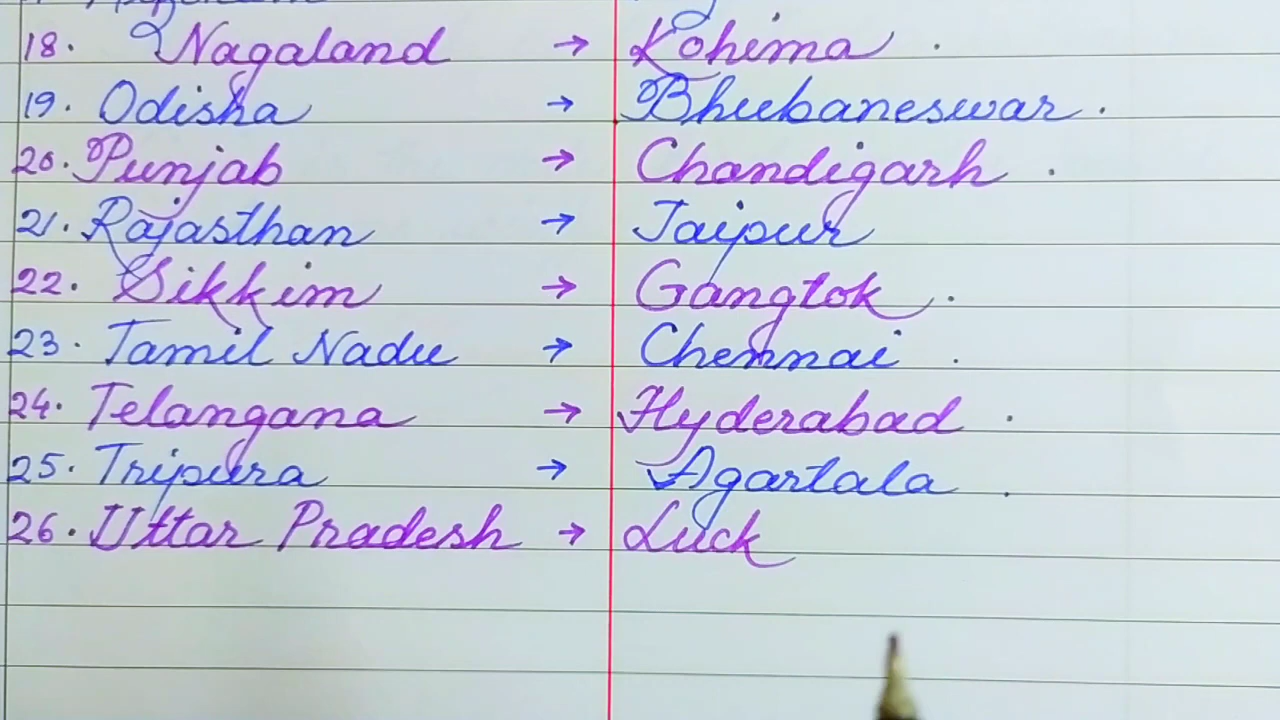 18. Nagaland → Kohima .
19. Odisha → Bhubaneswar .
20. Punjab → Chandigarh .
21. Rajasthan → Jaipur
22. Sikkim → Gangtok .
23. Tamil Nadu → Chennai .
24. Telangana → Hyderabad .
25. Tripura → Agartala .
26. Uttar Pradesh → Luck